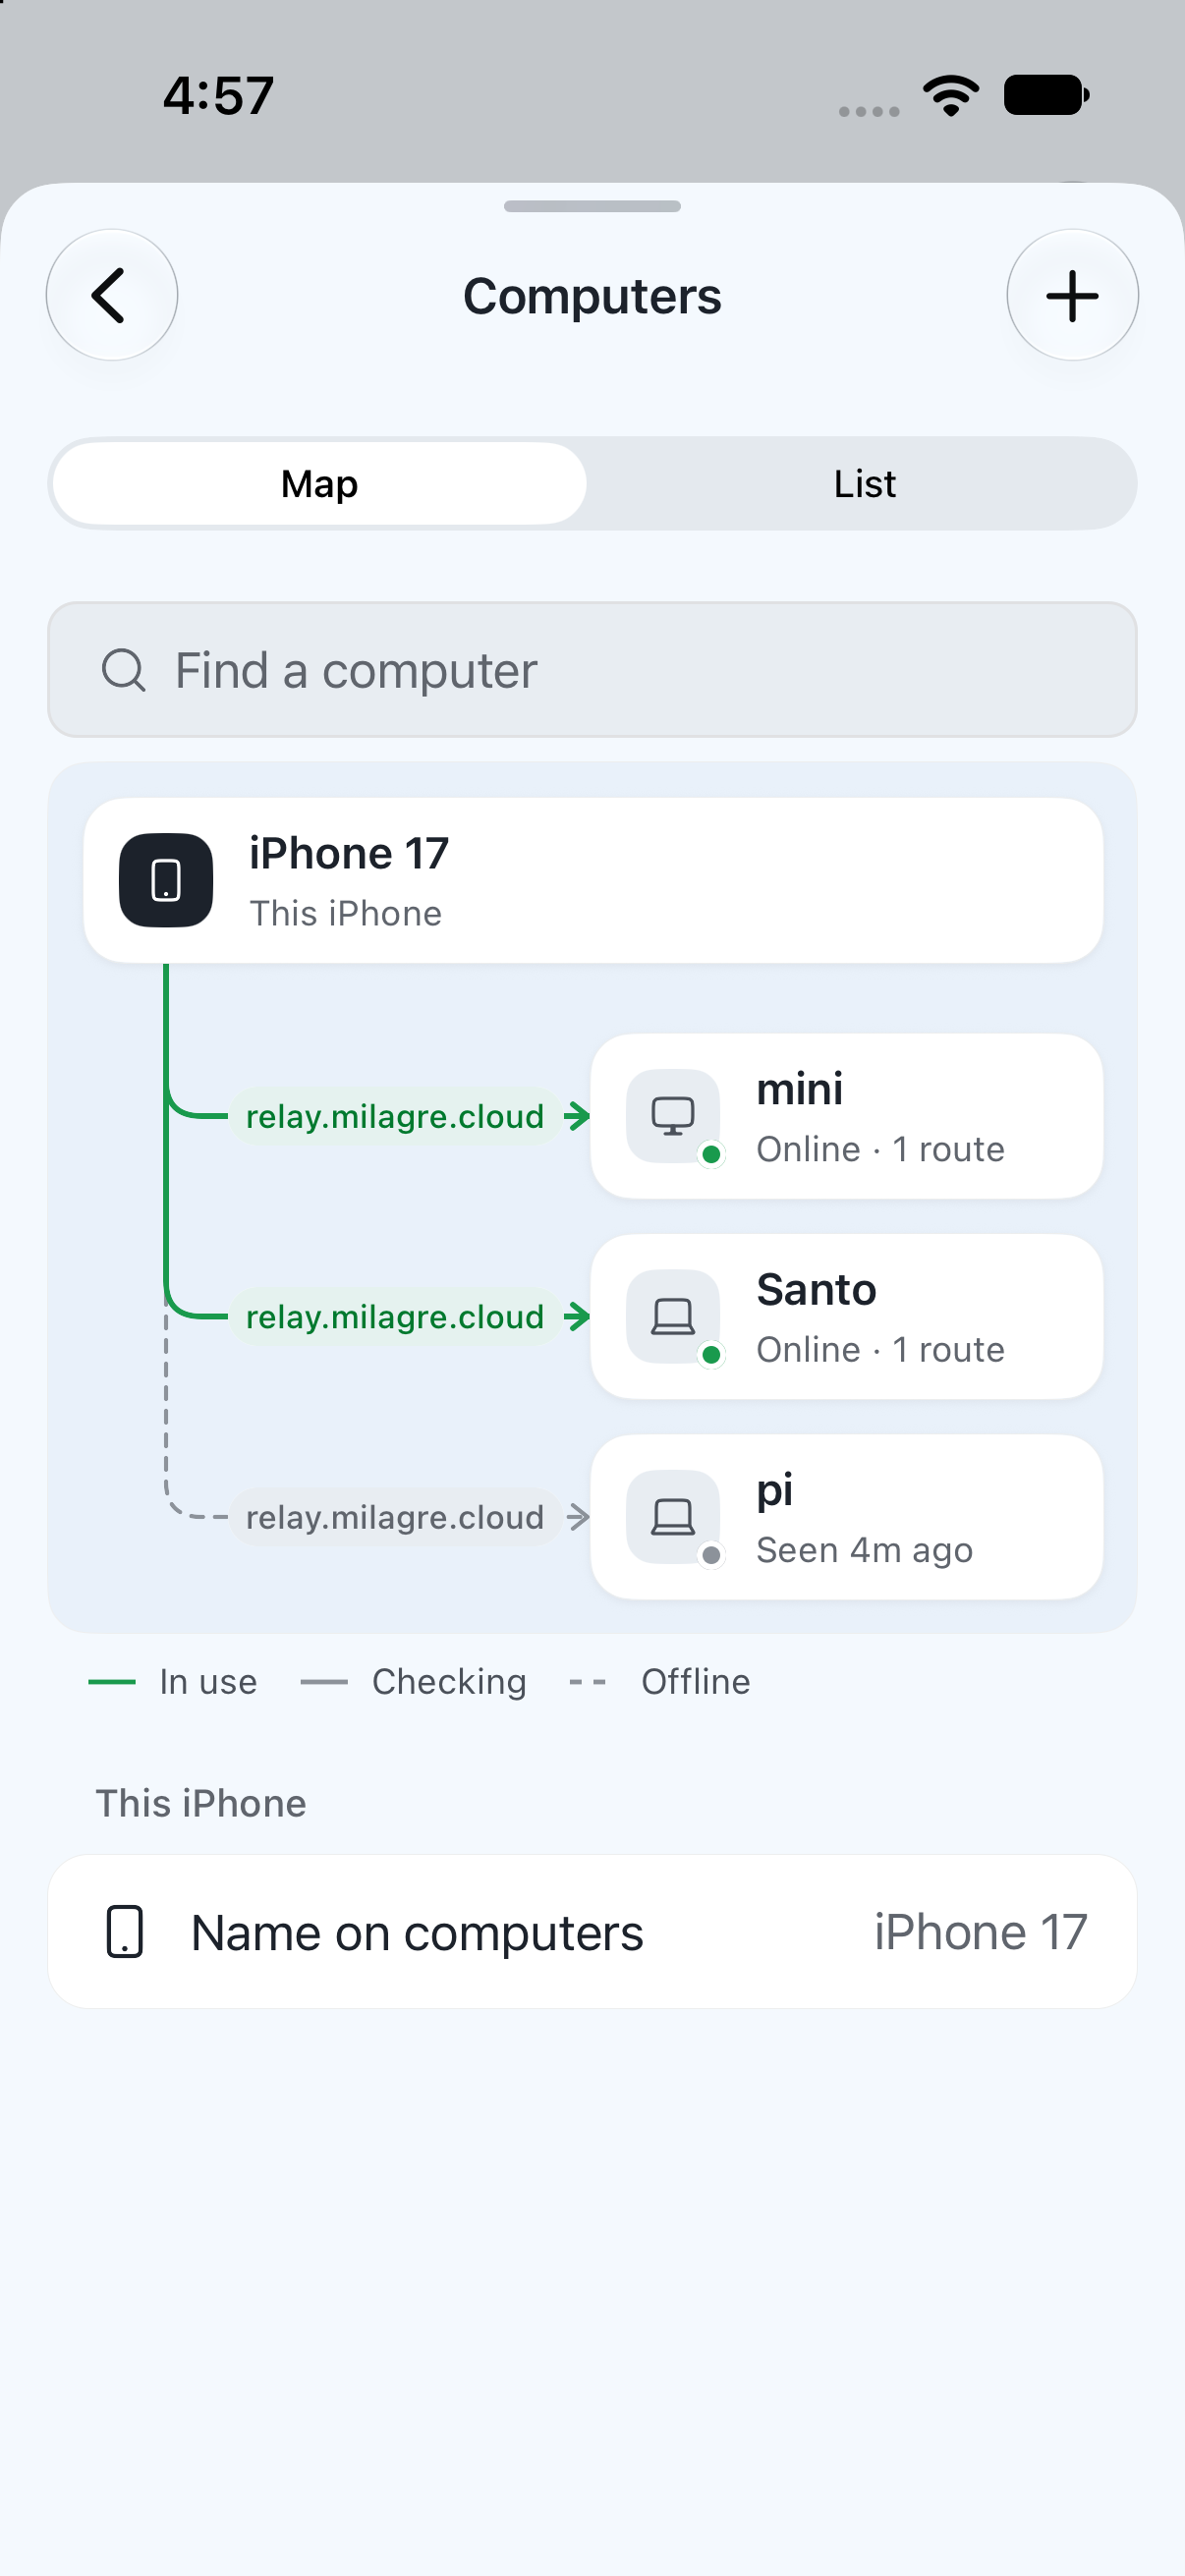 4:57
Computers
Map
List
Find a computer
iPhone 17
This iPhone
relay.milagre.cloud
mini
Online · 1 route
relay.milagre.cloud
Santo
Online · 1 route
relay.milagre.cloud
pi
Seen 4m ago
In use
Checking
Offline
This iPhone
Name on computers
iPhone 17